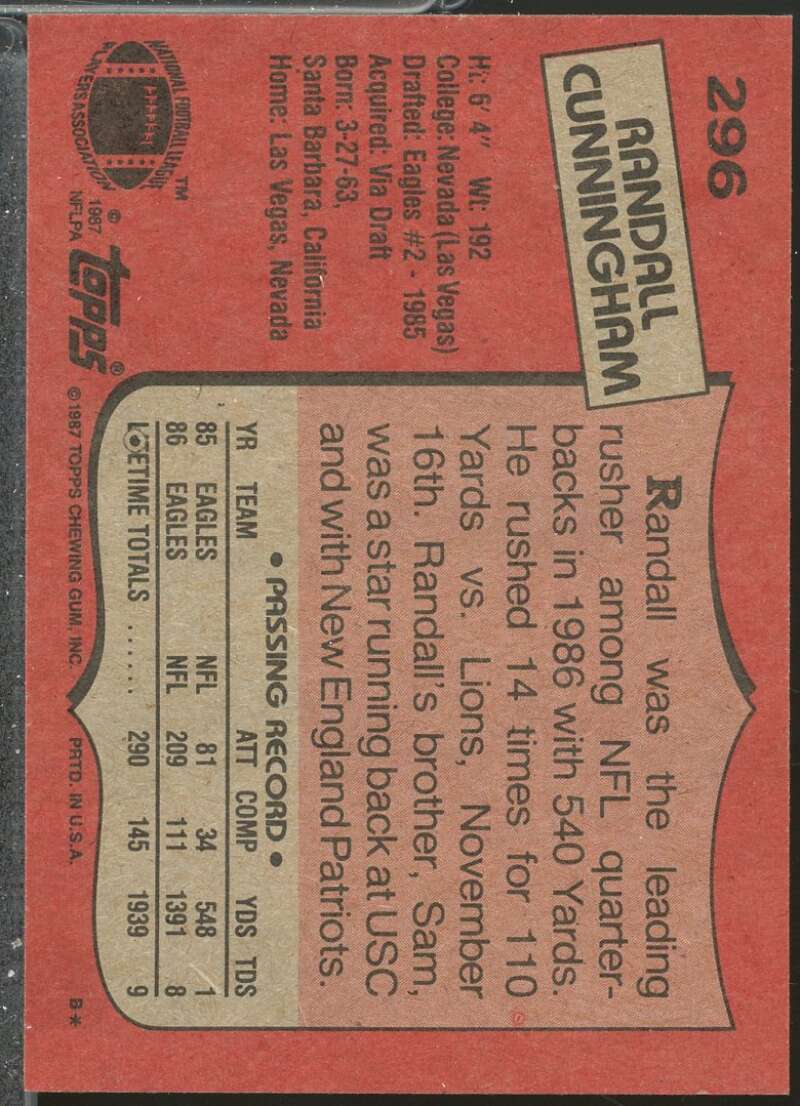 296
RANDALL
CUNNINGHAM
Ht: 6' 4" Wt: 192
College: Nevada (Las Vegas)
Drafted: Eagles #2 - 1985
Acquired: Via Draft
Born: 3-27-63,
Santa Barbara, California
Home: Las Vegas, Nevada
NATIONAL FOOTBALL LEAGUE
PLAYERS ASSOCIATION
TM
© 1987
NFLPA
topps®
Randall was the leading
rusher among NFL quarter-
backs in 1986 with 540 Yards.
He rushed 14 times for 110
Yards vs. Lions, November
16th. Randall's brother, Sam,
was a star running back at USC
and with New England Patriots.
• PASSING RECORD •
YR TEAM ATT COMP YDS TDS
85 EAGLES NFL 81 34 548 1
86 EAGLES NFL 209 111 1391 8
LIFETIME TOTALS ...... 290 145 1939 9
© 1987 TOPPS CHEWING GUM, INC. PRTD. IN U.S.A. B*